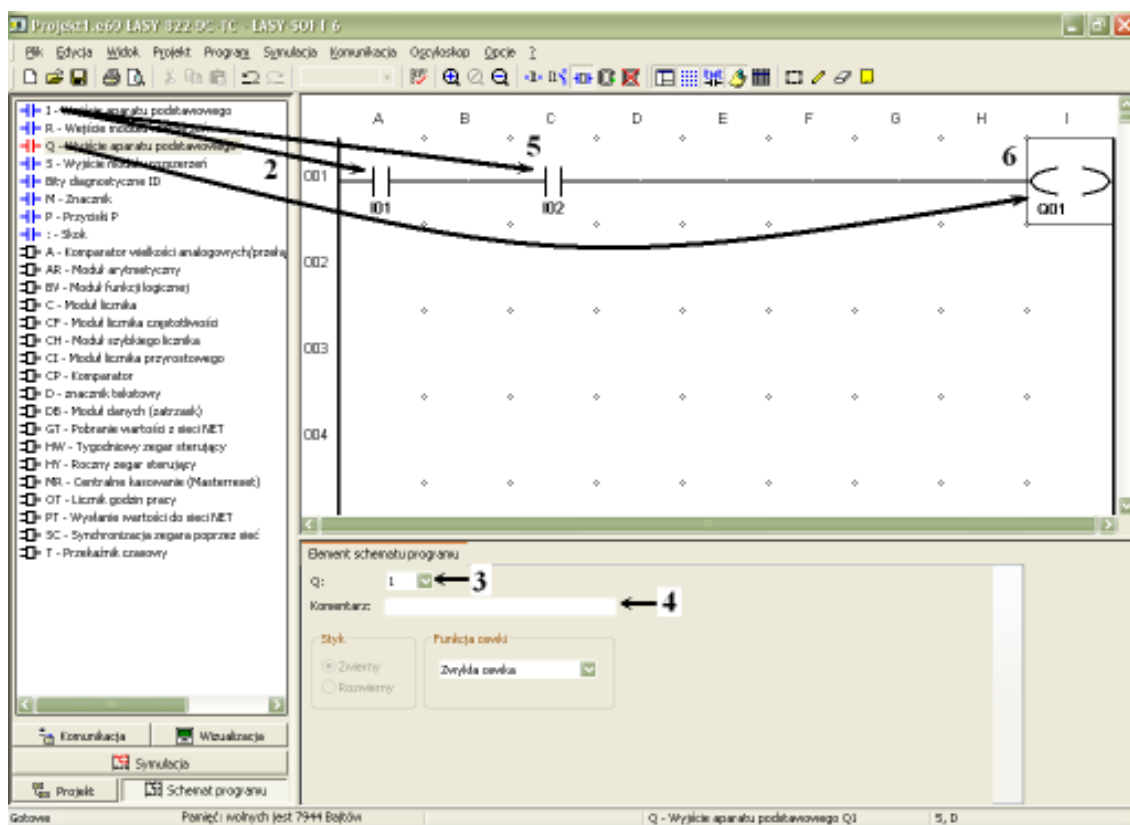 Projekt1.e60 EASY-822-DC-TC - EASY-SOFT 6
Plik Edycja Widok Projekt Program Symulacja Komunikacja Oscyloskop Opcje ?
I - Wejście aparatu podstawowego
R - Wejście modułu rozszerzeń
Q - Wyjście aparatu podstawowego
S - Wyjście modułu rozszerzeń
Bity diagnostyczne ID
M - Znacznik
P - Przyciski P
: - Skok
A - Komparator wielkości analogowych/przełą
AR - Moduł arytmetyczny
BV - Moduł funkcji logicznej
C - Moduł licznika
CF - Moduł licznika częstotliwości
CH - Moduł szybkiego licznika
CI - Moduł licznika przyrostowego
CP - Komparator
D - znacznik tekstowy
DB - Moduł danych (zatrzask)
GT - Pobranie wartości z sieci NET
HW - Tygodniowy zegar sterujący
HY - Roczny zegar sterujący
MR - Centralne kasowanie (Masterreset)
OT - Licznik godzin pracy
PT - Wysłanie wartości do sieci NET
SC - Synchronizacja zegara poprzez sieć
T - Przekaźnik czasowy
Komunikacja Wizualizacja
Symulacja
Projekt Schemat programu
A B C D E F G H I
2 5 6
001
I01 I02 Q01
002
003
004
Element schematu programu
Q: 1 3
Komentarz: 4
Styk Funkcja cewki
Zwierny Zwykła cewka
Rozwierny
Gotowe Pamięć: wolnych jest 7944 Bajtów Q - Wyjście aparatu podstawowego Q1 S, D